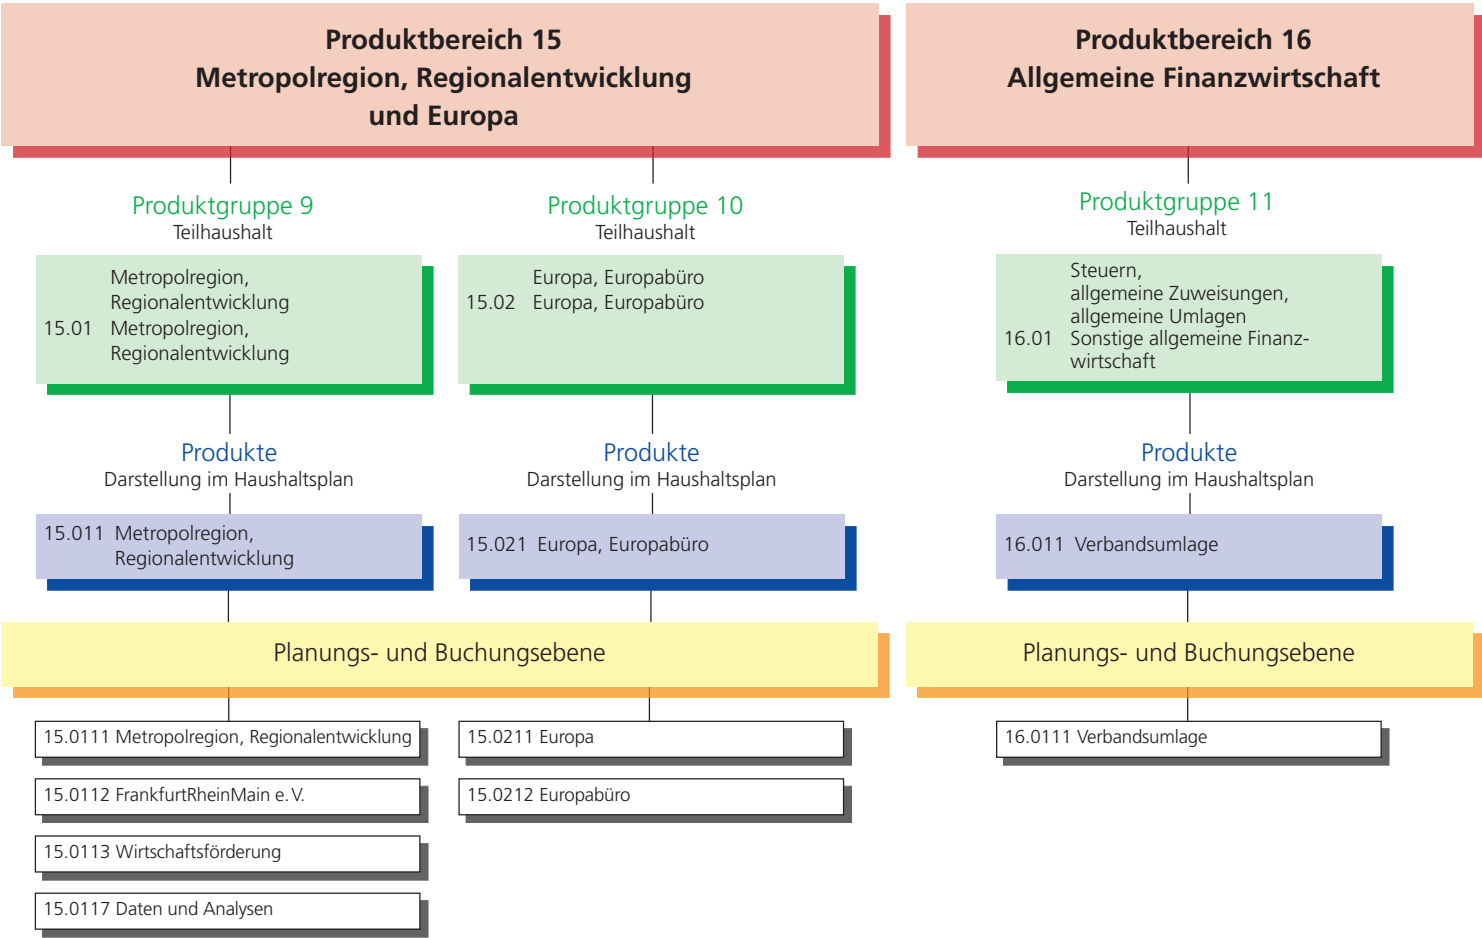 Produktbereich 15
Metropolregion, Regionalentwicklung
und Europa
Produktgruppe 9
Teilhaushalt
Metropolregion,
Regionalentwicklung
15.01 Metropolregion,
Regionalentwicklung
Produkte
Darstellung im Haushaltsplan
15.011 Metropolregion,
Regionalentwicklung
Produktgruppe 10
Teilhaushalt
Europa, Europabüro
15.02 Europa, Europabüro
Produkte
Darstellung im Haushaltsplan
15.021 Europa, Europabüro
Planungs- und Buchungsebene
15.0111 Metropolregion, Regionalentwicklung
15.0112 FrankfurtRheinMain e.V.
15.0113 Wirtschaftsförderung
15.0117 Daten und Analysen
15.0211 Europa
15.0212 Europabüro
Produktbereich 16
Allgemeine Finanzwirtschaft
Produktgruppe 11
Teilhaushalt
Steuern,
allgemeine Zuweisungen,
allgemeine Umlagen
16.01 Sonstige allgemeine Finanz-
wirtschaft
Produkte
Darstellung im Haushaltsplan
16.011 Verbandsumlage
Planungs- und Buchungsebene
16.0111 Verbandsumlage